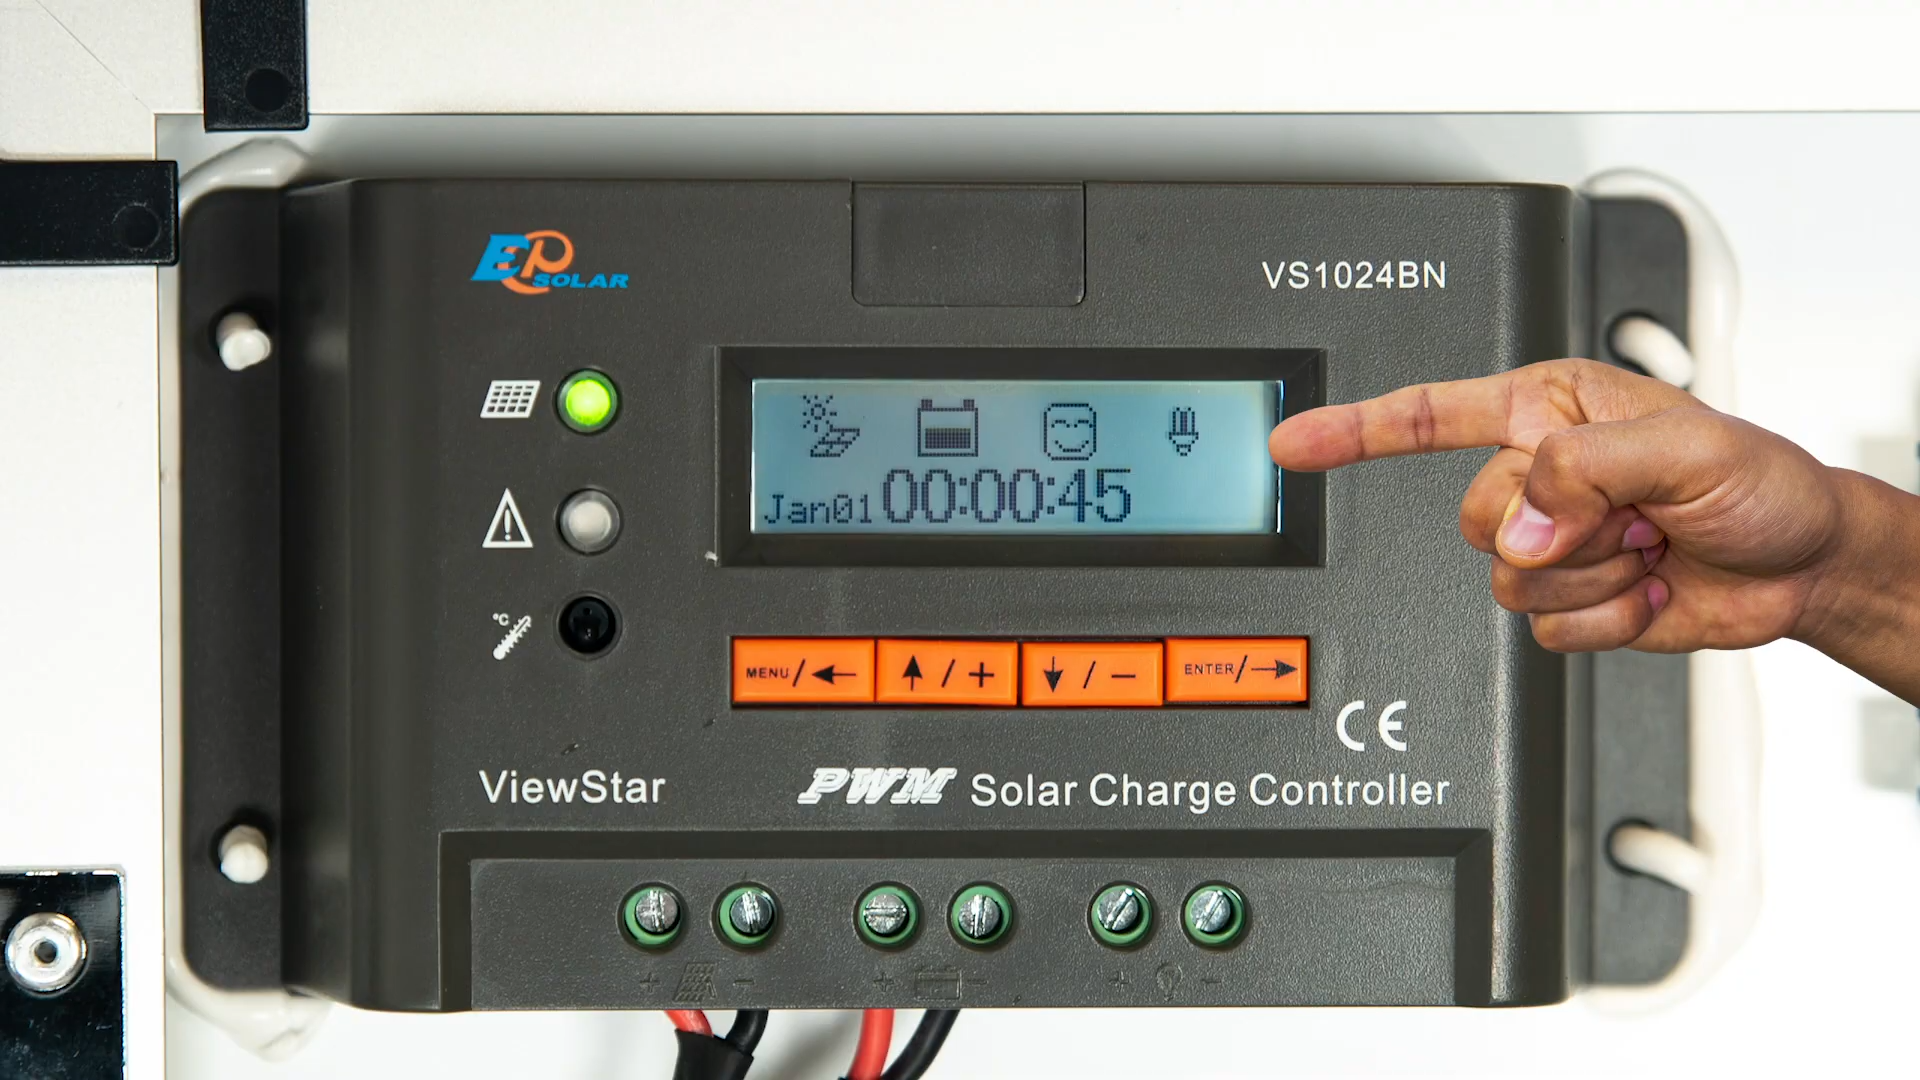 EP SOLAR
VS1024BN
Jan01 00:00:45
°C
MENU/← ↑/+ ↓/− ENTER/→
CE
ViewStar PWM Solar Charge Controller
+ − + − + −